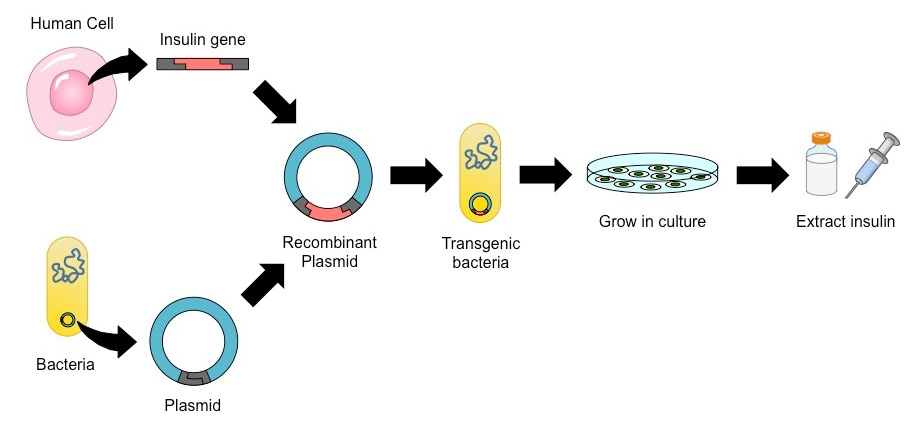 Human Cell
Insulin gene
Recombinant
Plasmid
Transgenic
bacteria
Grow in culture
Extract insulin
Bacteria
Plasmid